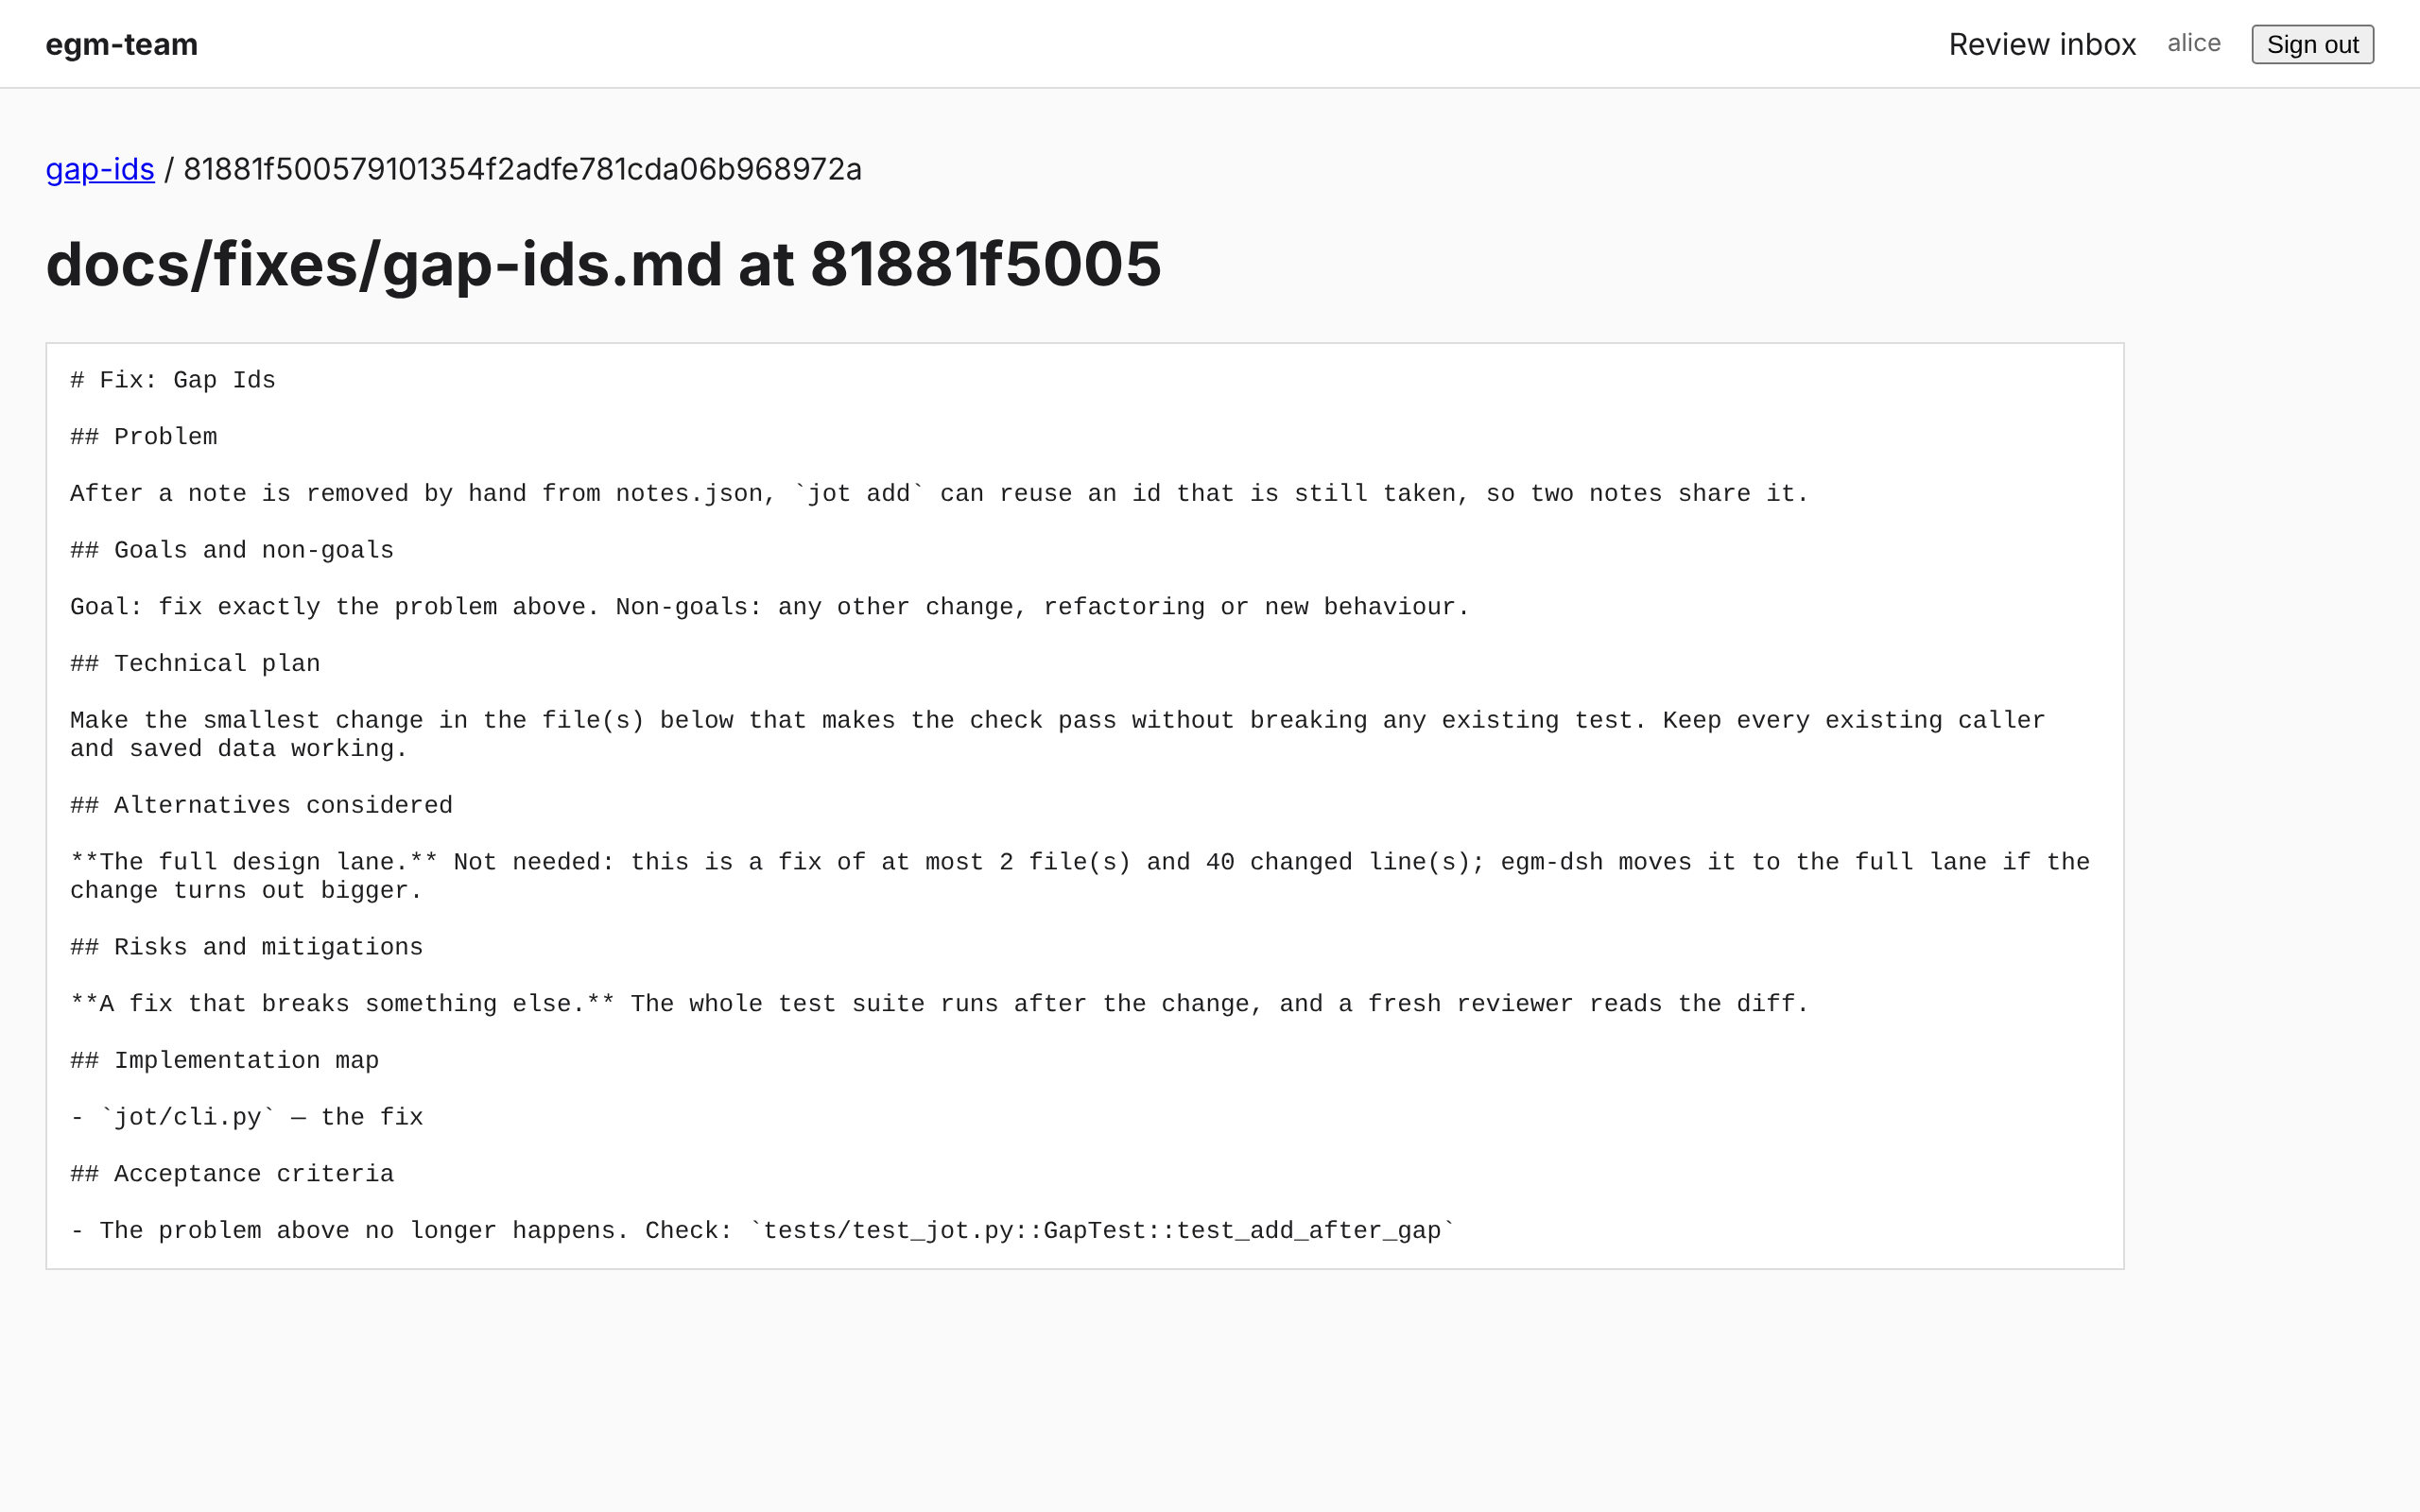 egm-team
Review inbox alice Sign out
gap-ids / 81881f500579101354f2adfe781cda06b968972a
docs/fixes/gap-ids.md at 81881f5005
# Fix: Gap Ids
## Problem
After a note is removed by hand from notes.json, `jot add` can reuse an id that is still taken, so two notes share it.
## Goals and non-goals
Goal: fix exactly the problem above. Non-goals: any other change, refactoring or new behaviour.
## Technical plan
Make the smallest change in the file(s) below that makes the check pass without breaking any existing test. Keep every existing caller
and saved data working.
## Alternatives considered
**The full design lane.** Not needed: this is a fix of at most 2 file(s) and 40 changed line(s); egm-dsh moves it to the full lane if the
change turns out bigger.
## Risks and mitigations
**A fix that breaks something else.** The whole test suite runs after the change, and a fresh reviewer reads the diff.
## Implementation map
- `jot/cli.py` — the fix
## Acceptance criteria
- The problem above no longer happens. Check: `tests/test_jot.py::GapTest::test_add_after_gap`